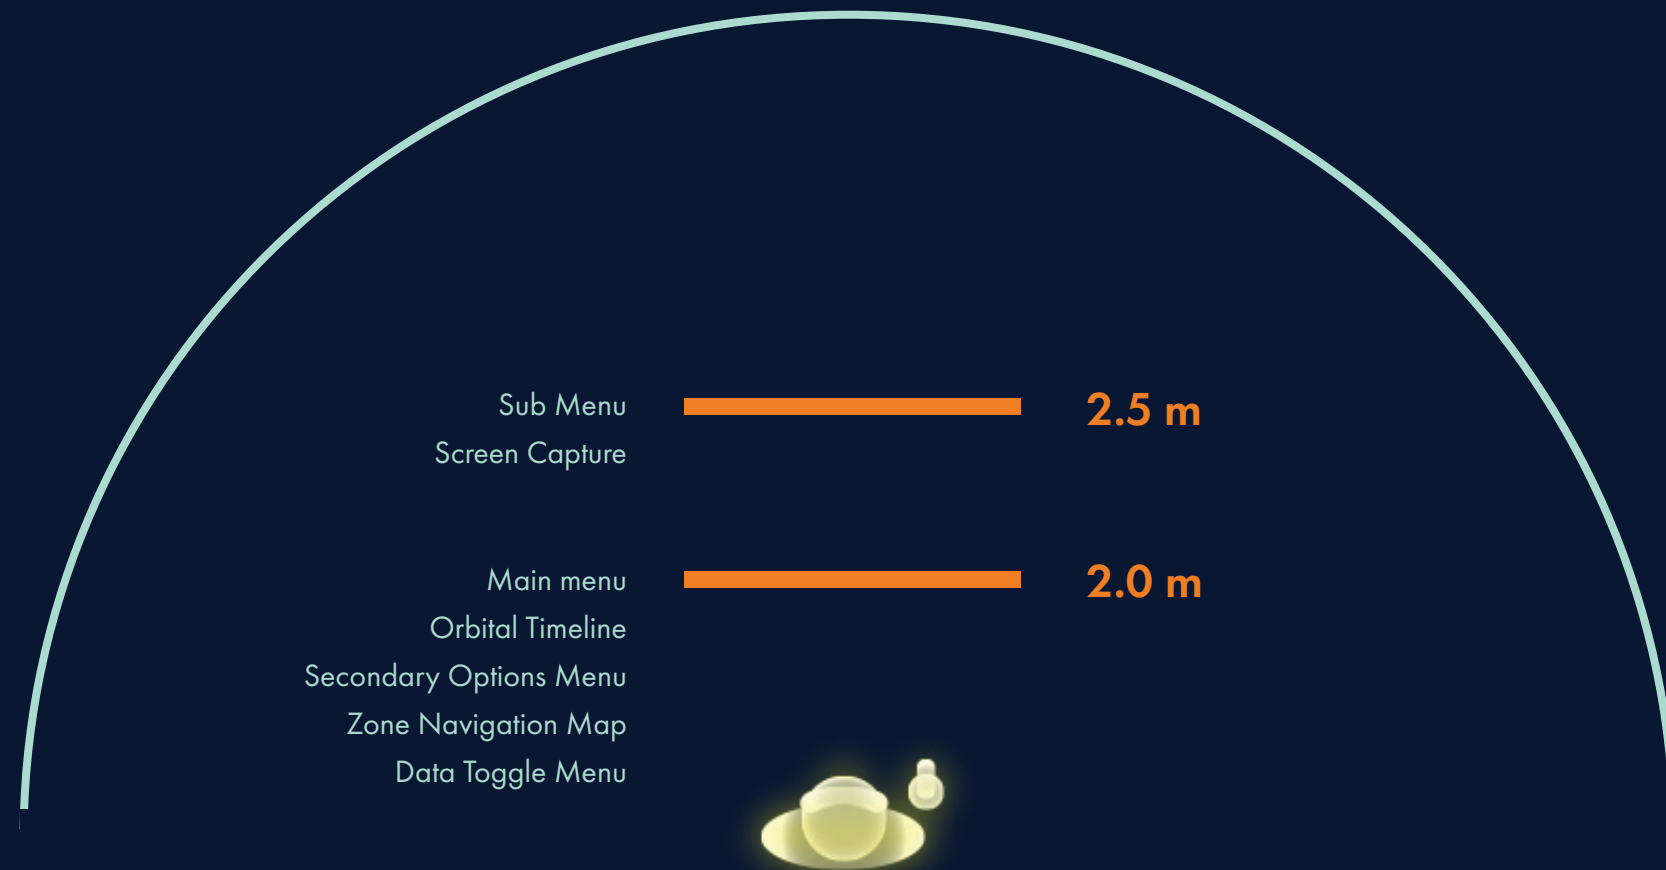 Sub Menu
2.5 m
Screen Capture
Main menu
2.0 m
Orbital Timeline
Secondary Options Menu
Zone Navigation Map
Data Toggle Menu